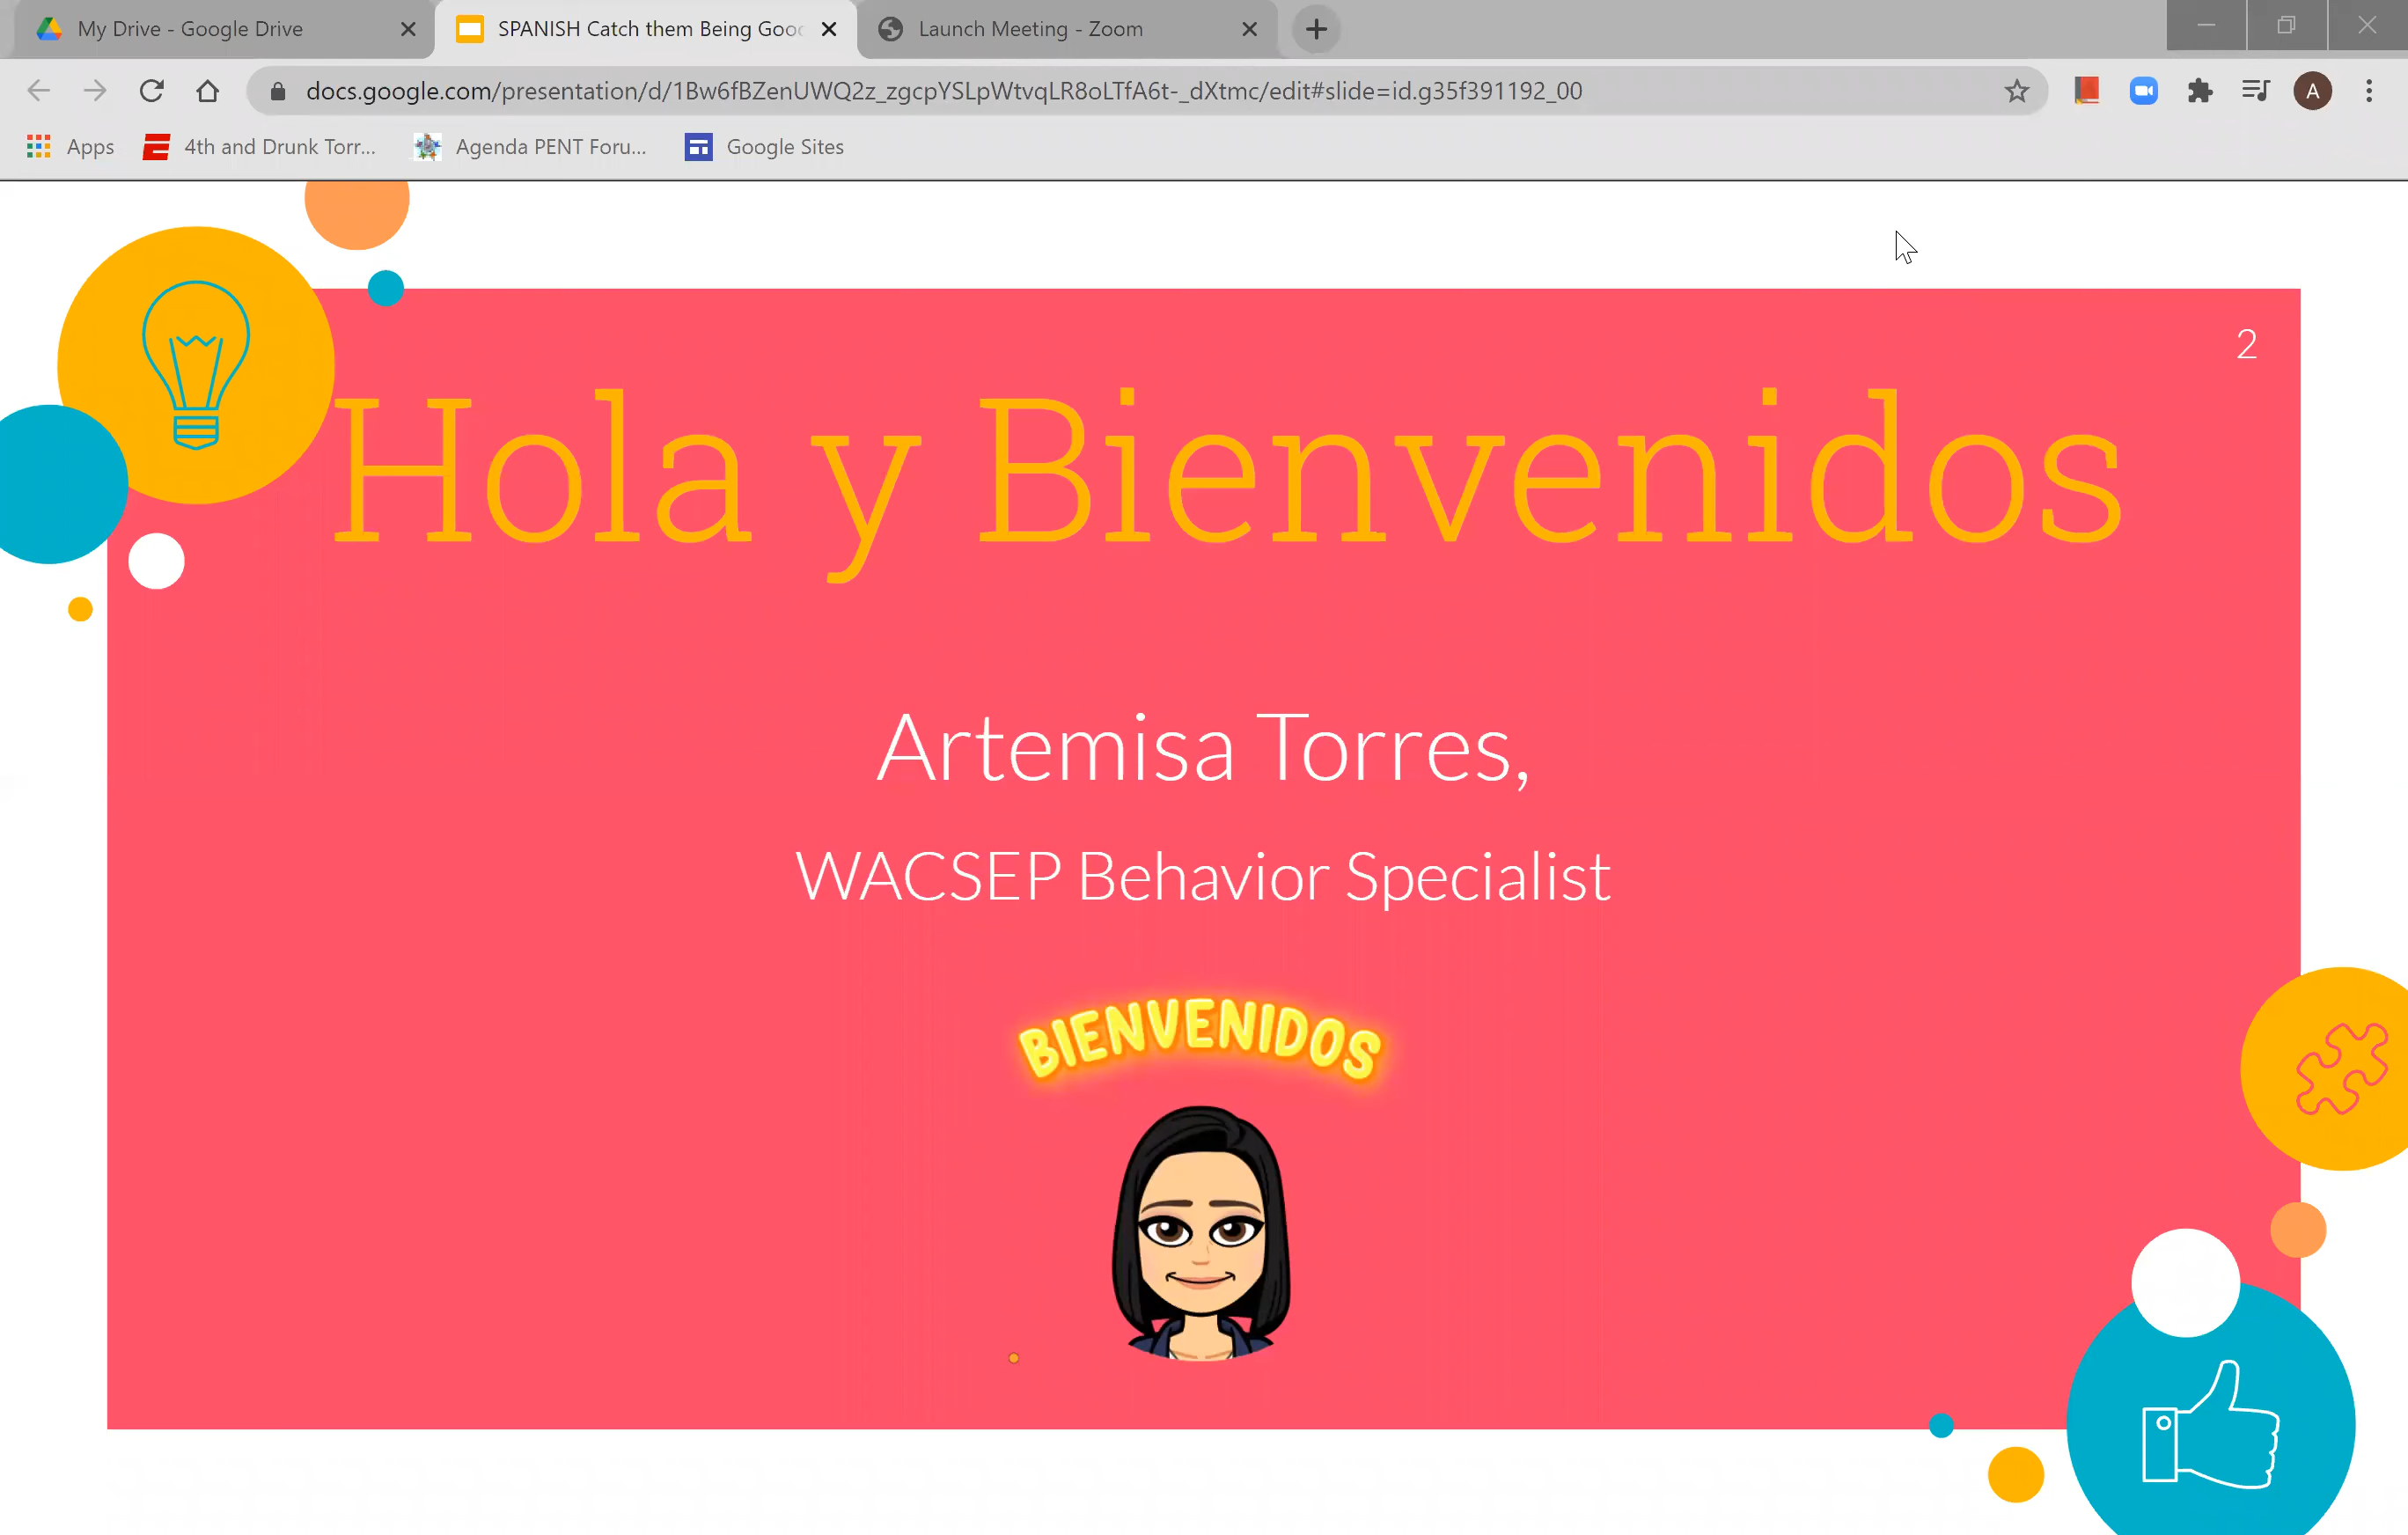 My Drive - Google Drive
SPANISH Catch them Being Goo
Launch Meeting - Zoom
docs.google.com/presentation/d/1Bw6fBZenUWQ2z_zgcpYSLpWtvqLR8oLTfA6t-_dXtmc/edit#slide=id.g35f391192_00
A
Apps
4th and Drunk Torr...
Agenda PENT Foru...
Google Sites
2
Hola y Bienvenidos
Artemisa Torres,
WACSEP Behavior Specialist
BIENVENIDOS